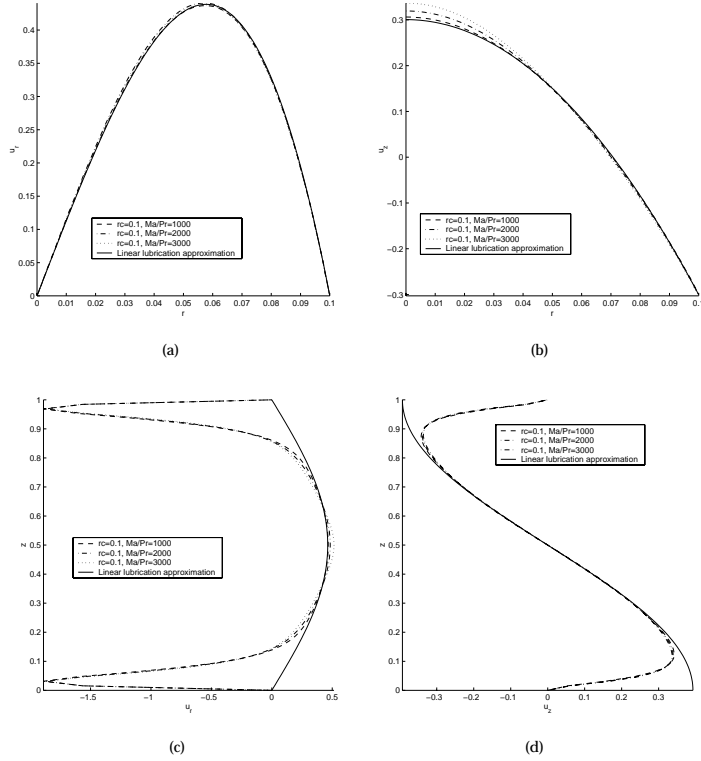 0.4
0.35
0.3
0.25
0.2
0.15
0.1
0.05
0
u_r
rc=0.1, Ma/Pr=1000
rc=0.1, Ma/Pr=2000
rc=0.1, Ma/Pr=3000
Linear lubrication approximation
0 0.01 0.02 0.03 0.04 0.05 0.06 0.07 0.08 0.09 0.1
r
(a)
0.3
0.2
0.1
0
−0.1
−0.2
−0.3
u_z
rc=0.1, Ma/Pr=1000
rc=0.1, Ma/Pr=2000
rc=0.1, Ma/Pr=3000
Linear lubrication approximation
0 0.01 0.02 0.03 0.04 0.05 0.06 0.07 0.08 0.09 0.1
r
(b)
1
0.9
0.8
0.7
0.6
0.5
0.4
0.3
0.2
0.1
0
z
rc=0.1, Ma/Pr=1000
rc=0.1, Ma/Pr=2000
rc=0.1, Ma/Pr=3000
Linear lubrication approximation
−1.5 −1 −0.5 0 0.5
u_r
(c)
1
0.9
0.8
0.7
0.6
0.5
0.4
0.3
0.2
0.1
0
z
rc=0.1, Ma/Pr=1000
rc=0.1, Ma/Pr=2000
rc=0.1, Ma/Pr=3000
Linear lubrication approximation
−0.3 −0.2 −0.1 0 0.1 0.2 0.3
u_z
(d)